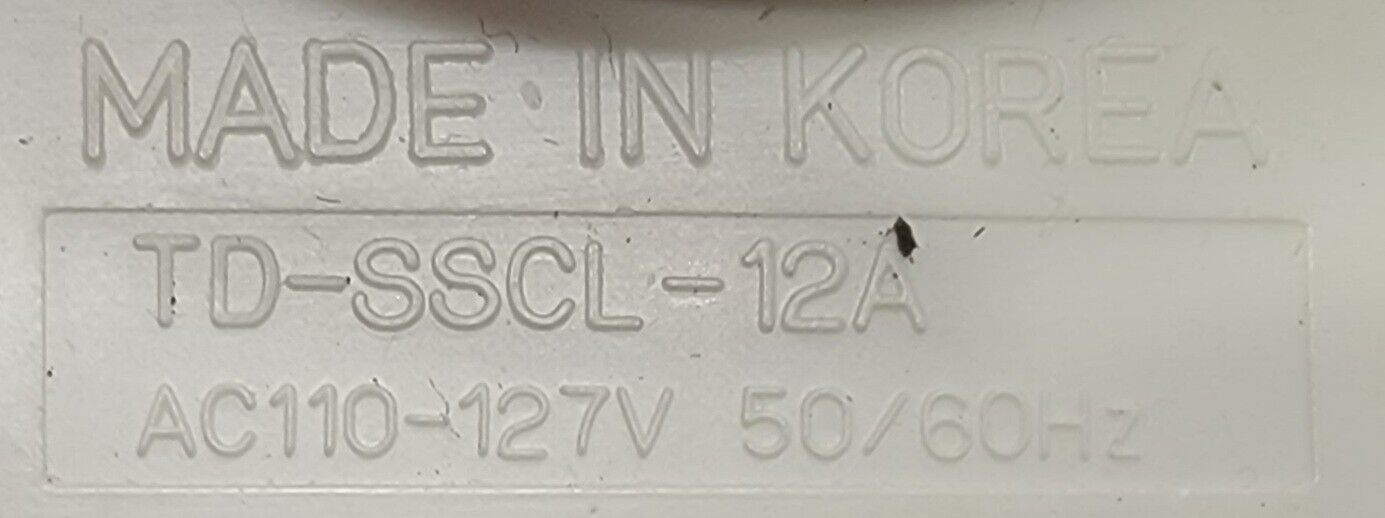 MADE IN KOREA
TD-SSCL-12A
AC110-127V 50/60Hz